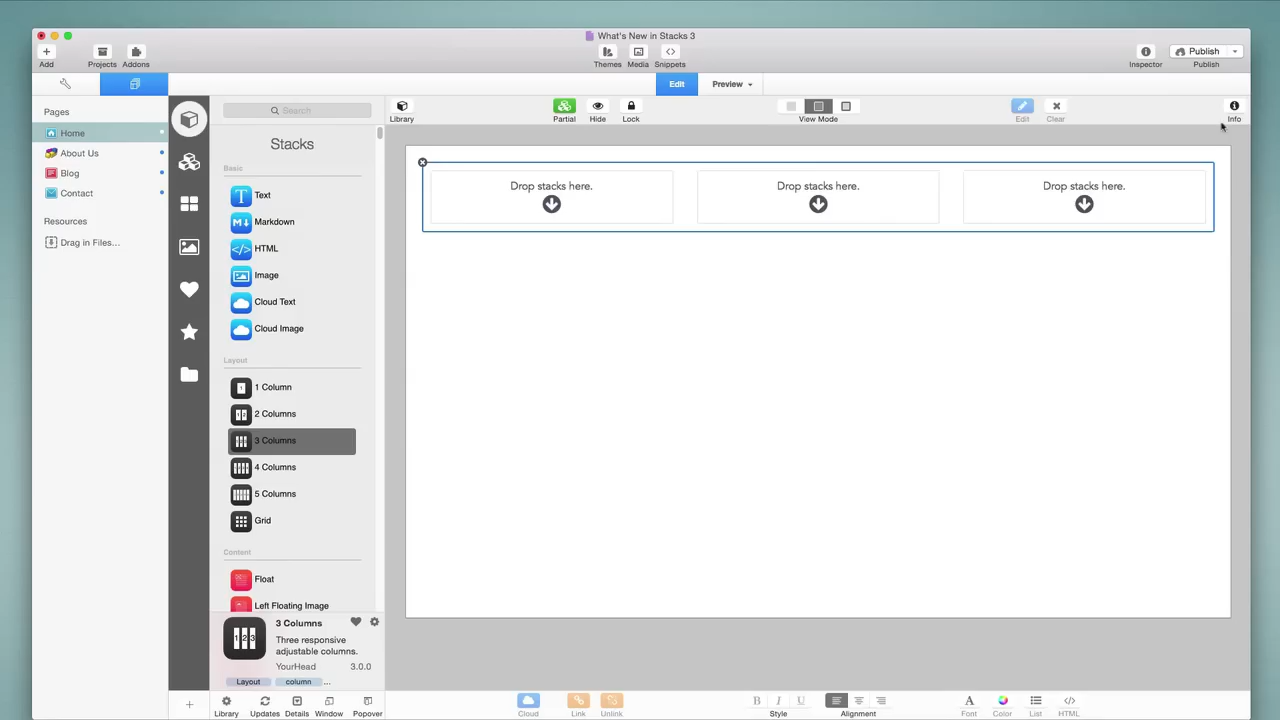 What's New in Stacks 3
Add
Projects
Addons
Themes
Media
Snippets
Inspector
Publish
Publish
Edit
Preview
Pages
Home
About Us
Blog
Contact
Resources
Drag in Files...
Search
Library
Partial
Hide
Lock
View Mode
Edit
Clear
Info
Stacks
Basic
Text
Markdown
HTML
Image
Cloud Text
Cloud Image
Layout
1 Column
2 Columns
3 Columns
4 Columns
5 Columns
Grid
Content
Float
Left Floating Image
3 Columns
Three responsive
adjustable columns.
YourHead 3.0.0
Layout column ...
Drop stacks here.
Drop stacks here.
Drop stacks here.
Library
Updates
Details
Window
Popover
Cloud
Link
Unlink
B I U
Style
Alignment
A
Font
Color
List
HTML